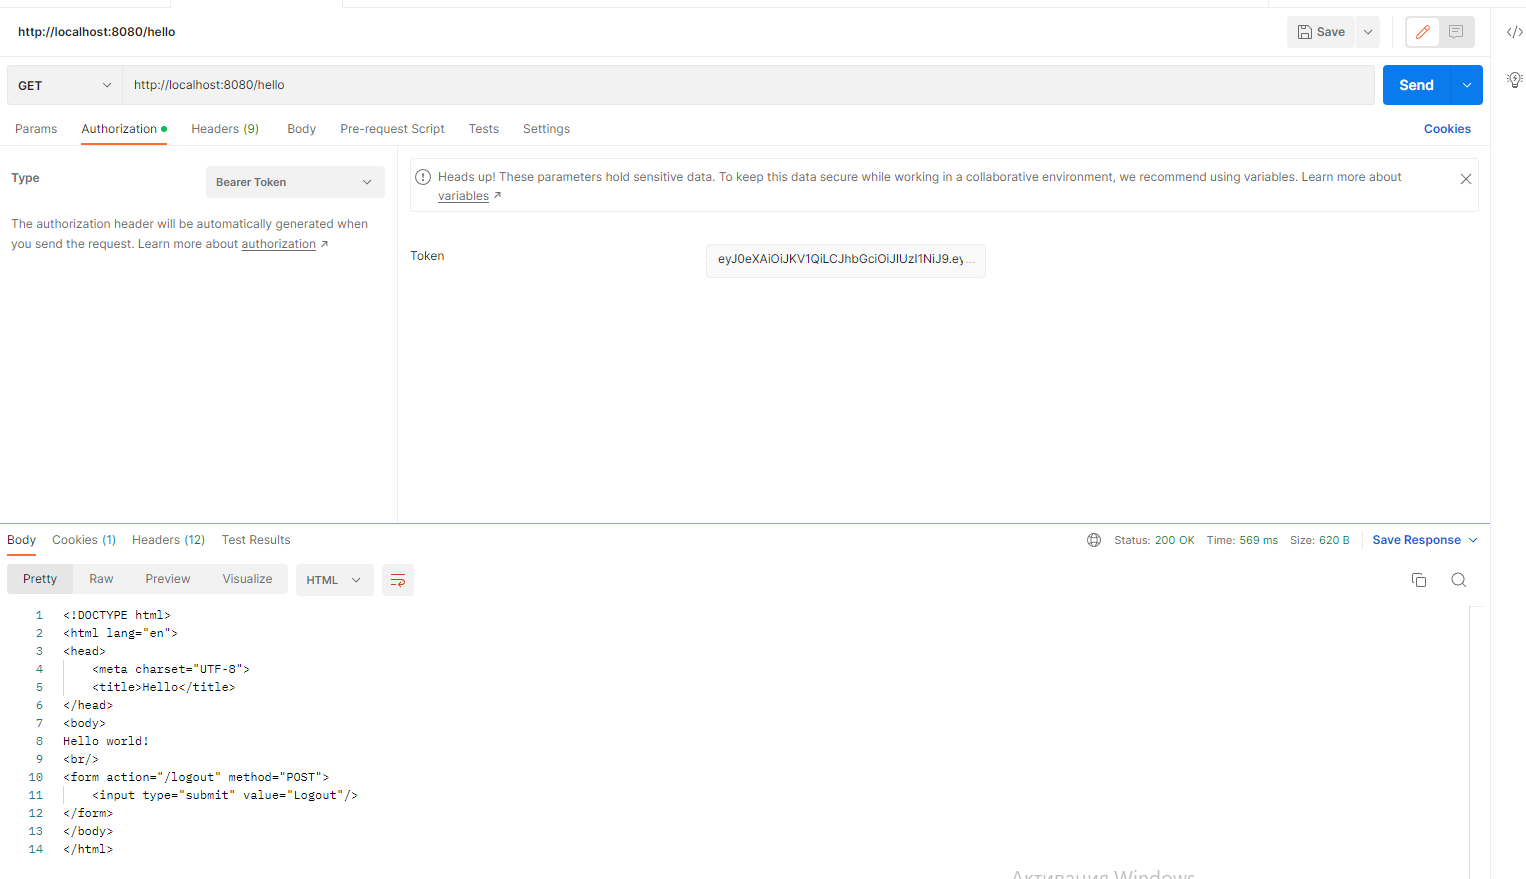 http://localhost:8080/hello
Save
GET
http://localhost:8080/hello
Send
Params Authorization Headers (9) Body Pre-request Script Tests Settings Cookies
Type
Bearer Token
The authorization header will be automatically generated when
you send the request. Learn more about authorization ↗
Heads up! These parameters hold sensitive data. To keep this data secure while working in a collaborative environment, we recommend using variables. Learn more about
variables ↗
Token
eyJ0eXAiOiJKV1QiLCJhbGciOiJIUzI1NiJ9.ey...
Body Cookies (1) Headers (12) Test Results
Status: 200 OK Time: 569 ms Size: 620 B Save Response
Pretty Raw Preview Visualize HTML
1 <!DOCTYPE html>
2 <html lang="en">
3 <head>
4 <meta charset="UTF-8">
5 <title>Hello</title>
6 </head>
7 <body>
8 Hello world!
9 <br/>
10 <form action="/logout" method="POST">
11 <input type="submit" value="Logout"/>
12 </form>
13 </body>
14 </html>
Активация Windows